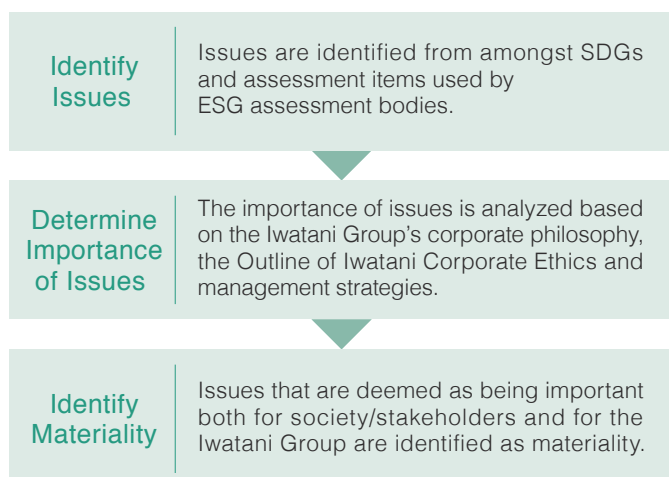 Identify
Issues
Issues are identified from amongst SDGs
and assessment items used by
ESG assessment bodies.
Determine
Importance
of Issues
The importance of issues is analyzed based
on the Iwatani Group’s corporate philosophy,
the Outline of Iwatani Corporate Ethics and
management strategies.
Identify
Materiality
Issues that are deemed as being important
both for society/stakeholders and for the
Iwatani Group are identified as materiality.